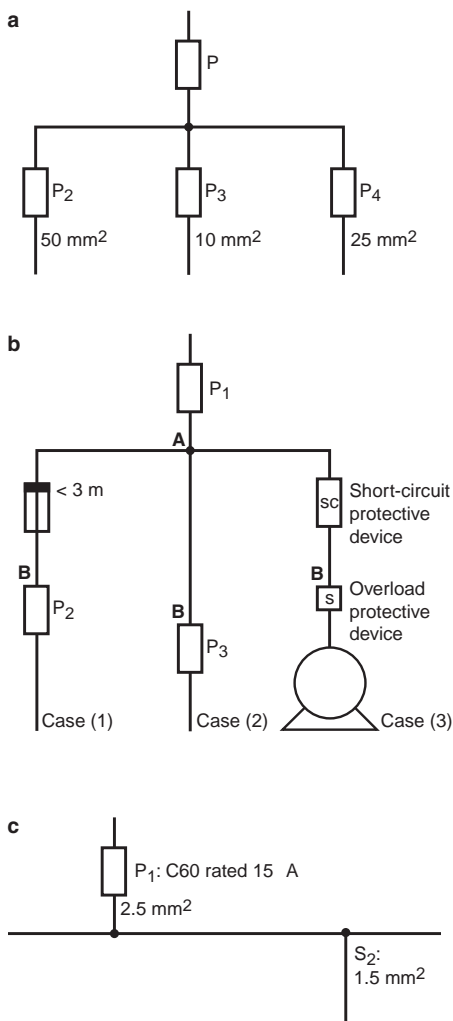 a
P
P2
P3
P4
50 mm2
10 mm2
25 mm2
b
P1
A
< 3 m
sc
Short-circuit
protective
device
B
B
B
P2
s
Overload
protective
device
P3
Case (1)
Case (2)
Case (3)
c
P1: C60 rated 15 A
2.5 mm2
S2:
1.5 mm2